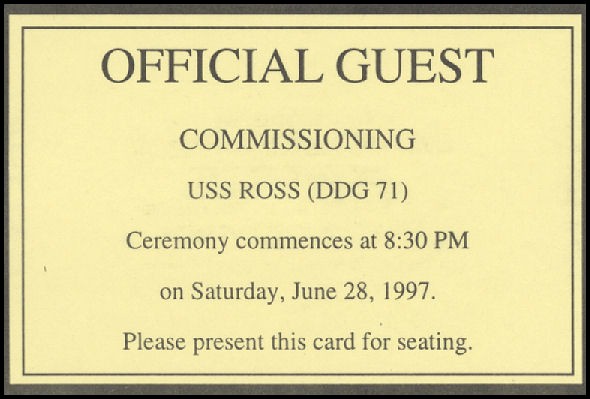 OFFICIAL GUEST
COMMISSIONING
USS ROSS (DDG 71)
Ceremony commences at 8:30 PM
on Saturday, June 28, 1997.
Please present this card for seating.